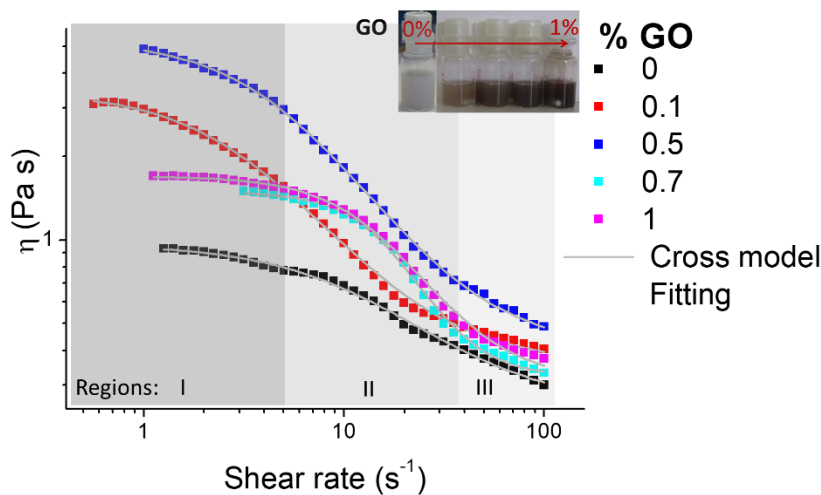 GO 0% 1%
% GO
0
0.1
0.5
0.7
1
Cross model
Fitting
η (Pa s)
1
Regions: I II III
1 10 100
Shear rate (s⁻¹)